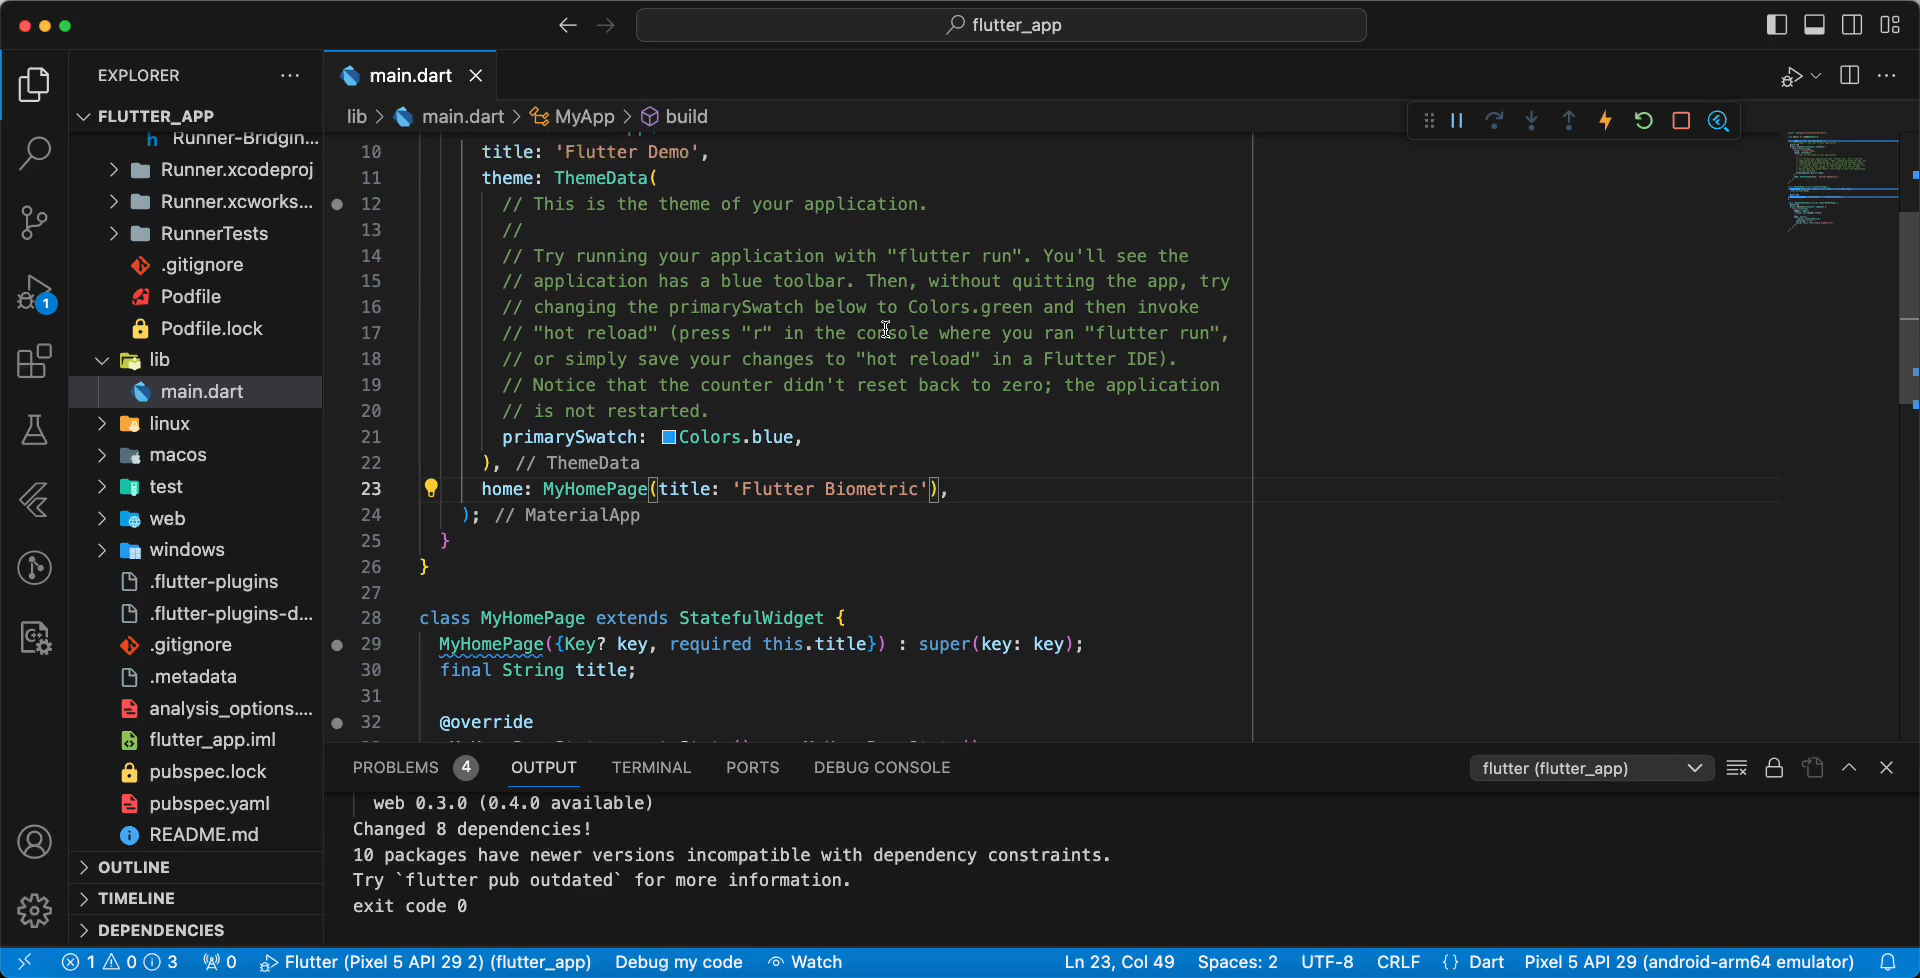 flutter_app
EXPLORER
main.dart
FLUTTER_APP
lib > main.dart > MyApp > build
h Runner-Bridgin...
Runner.xcodeproj
Runner.xcworks...
RunnerTests
.gitignore
Podfile
Podfile.lock
lib
main.dart
linux
macos
test
web
windows
.flutter-plugins
.flutter-plugins-d...
.gitignore
.metadata
analysis_options....
flutter_app.iml
pubspec.lock
pubspec.yaml
README.md
OUTLINE
TIMELINE
DEPENDENCIES
1
10 title: 'Flutter Demo',
11 theme: ThemeData(
12 // This is the theme of your application.
13 //
14 // Try running your application with "flutter run". You'll see the
15 // application has a blue toolbar. Then, without quitting the app, try
16 // changing the primarySwatch below to Colors.green and then invoke
17 // "hot reload" (press "r" in the console where you ran "flutter run",
18 // or simply save your changes to "hot reload" in a Flutter IDE).
19 // Notice that the counter didn't reset back to zero; the application
20 // is not restarted.
21 primarySwatch: Colors.blue,
22 ), // ThemeData
23 home: MyHomePage(title: 'Flutter Biometric'),
24 ); // MaterialApp
25 }
26 }
27
28 class MyHomePage extends StatefulWidget {
29 MyHomePage({Key? key, required this.title}) : super(key: key);
30 final String title;
31
32 @override
PROBLEMS 4 OUTPUT TERMINAL PORTS DEBUG CONSOLE flutter (flutter_app)
web 0.3.0 (0.4.0 available)
Changed 8 dependencies!
10 packages have newer versions incompatible with dependency constraints.
Try `flutter pub outdated` for more information.
exit code 0
1 0 3 0 Flutter (Pixel 5 API 29 2) (flutter_app) Debug my code Watch Ln 23, Col 49 Spaces: 2 UTF-8 CRLF {} Dart Pixel 5 API 29 (android-arm64 emulator)